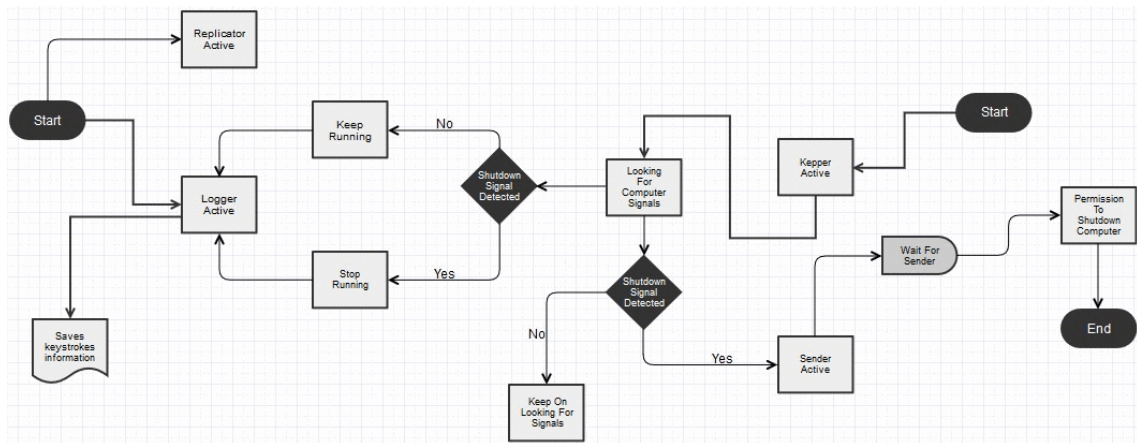 Replicator
Active
Start
Keep
Running
No
Start
Shutdown
Signal
Detected
Looking
For
Computer
Signals
Kepper
Active
Logger
Active
Permission
To
Shutdown
Computer
Wait For
Sender
Stop
Running
Yes
Shutdown
Signal
Detected
Saves
keystrokes
information
No
Yes
Sender
Active
End
Keep On
Looking For
Signals